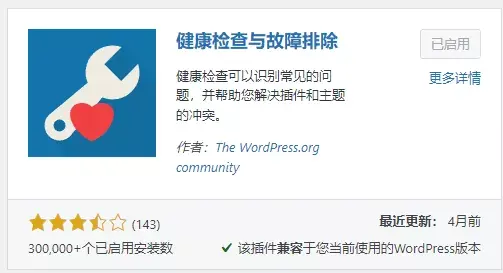 健康检查与故障排除
已启用
更多详情
健康检查可以识别常见的问
题，并帮助您解决插件和主题
的冲突。
作者：The WordPress.org
community
(143)
最近更新： 4月前
300,000+个已启用安装数
该插件兼容于您当前使用的WordPress版本